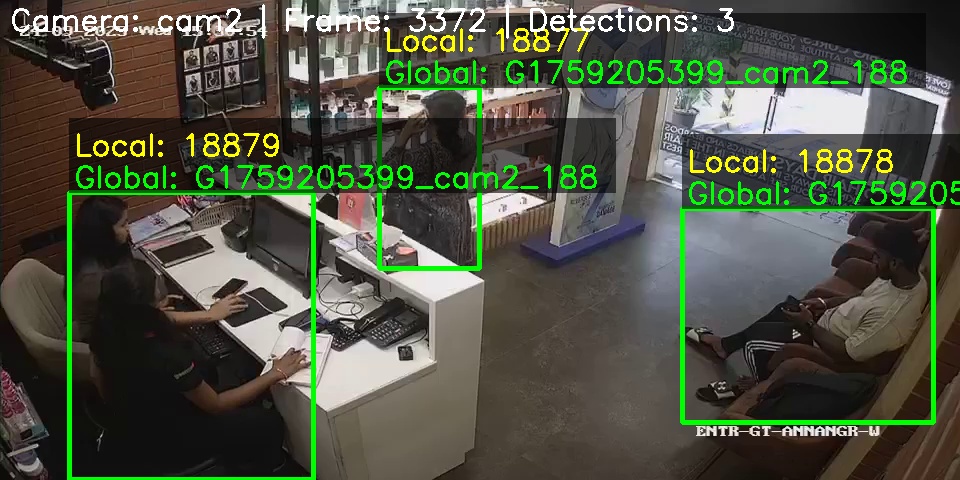 Camera: cam2 | Frame: 3372 | Detections: 3
Local: 18877
Global: G1759205399_cam2_188
Local: 18879
Global: G1759205399_cam2_188
Local: 18878
Global: G1759205
ENTR-GT-ANNANGR-W